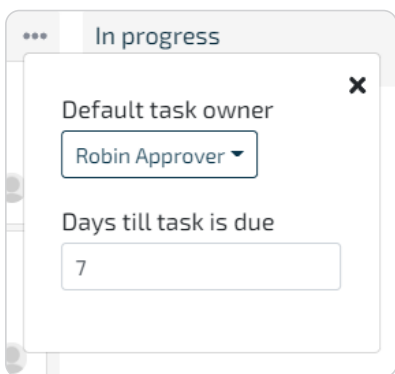 In progress
Default task owner
Robin Approver
Days till task is due
7